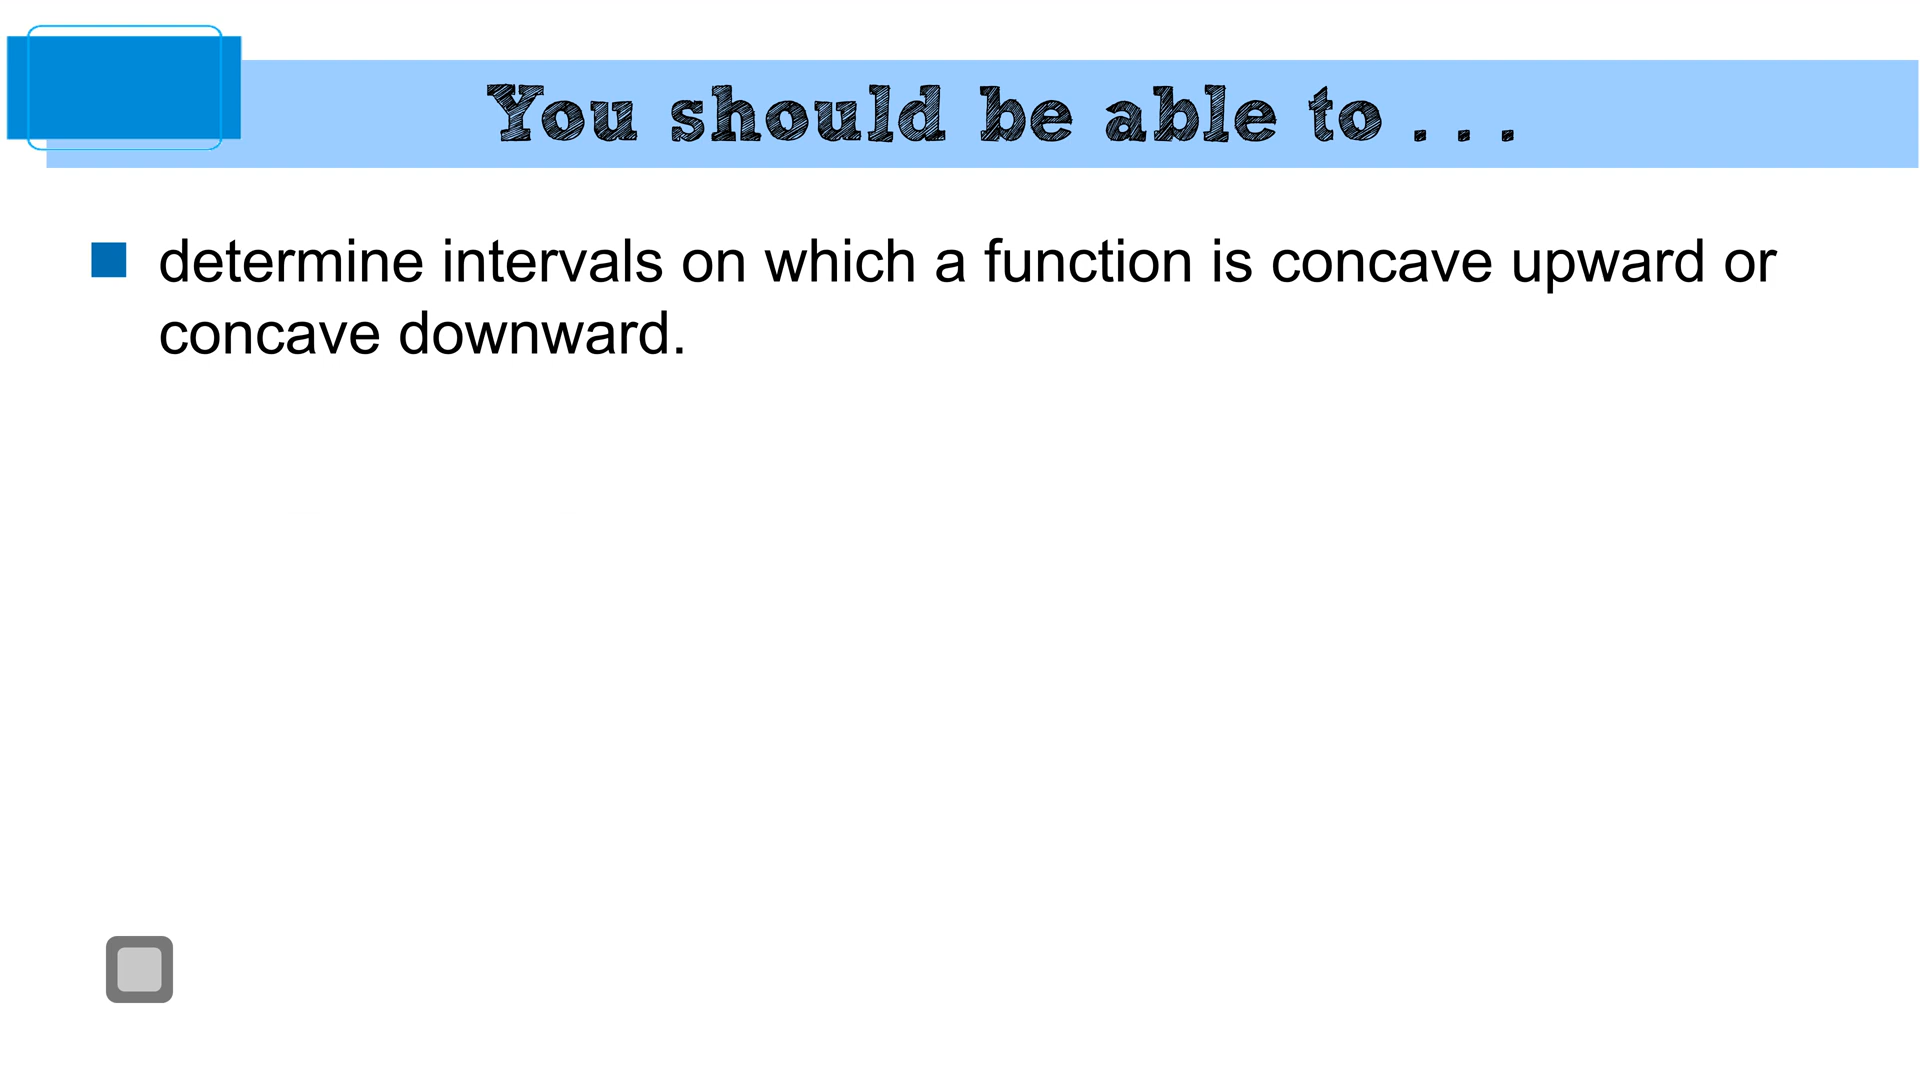 You should be able to . . .
determine intervals on which a function is concave upward or
concave downward.